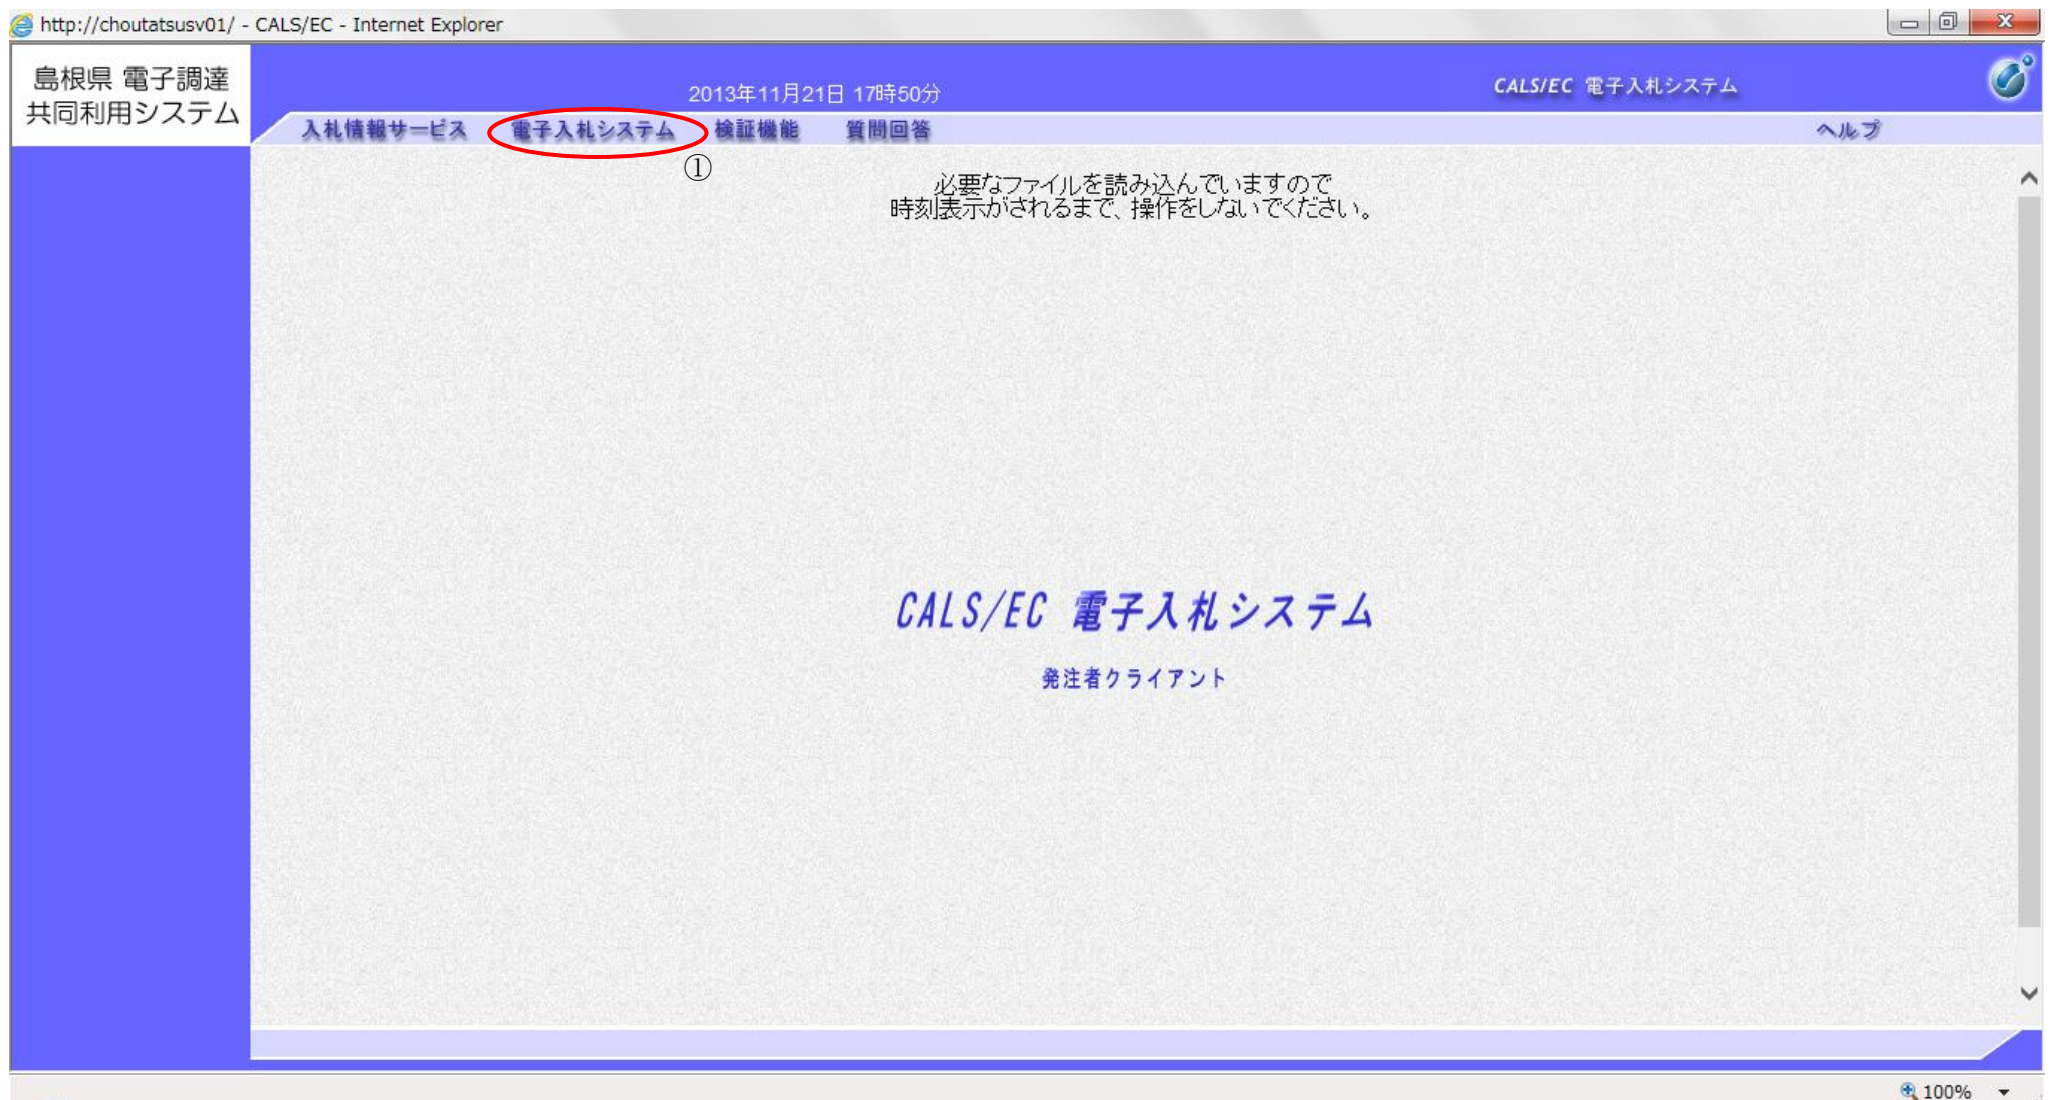 http://choutatsusv01/ - CALS/EC - Internet Explorer
島根県 電子調達
共同利用システム
2013年11月21日 17時50分
CALS/EC 電子入札システム
入札情報サービス 電子入札システム 検証機能 質問回答 ヘルプ
①
必要なファイルを読み込んでいますので
時刻表示がされるまで、操作をしないでください。
CALS/EC 電子入札システム
発注者クライアント
100%